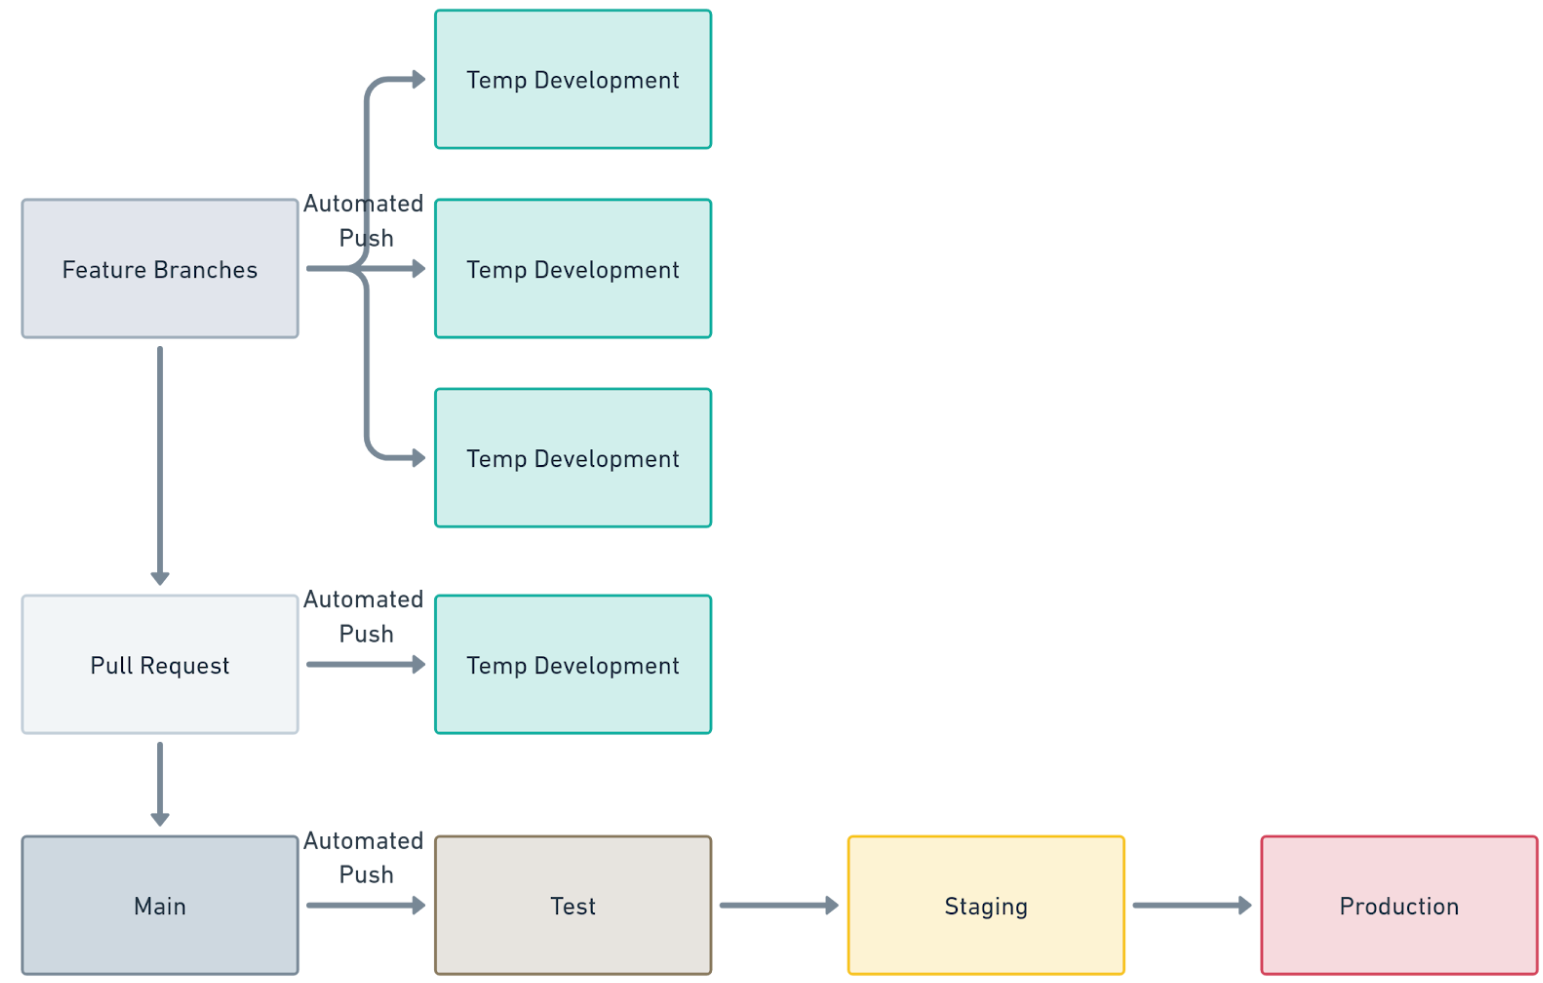 Temp Development
Automated
Push
Feature Branches
Temp Development
Temp Development
Automated
Push
Pull Request
Temp Development
Automated
Push
Main
Test
Staging
Production